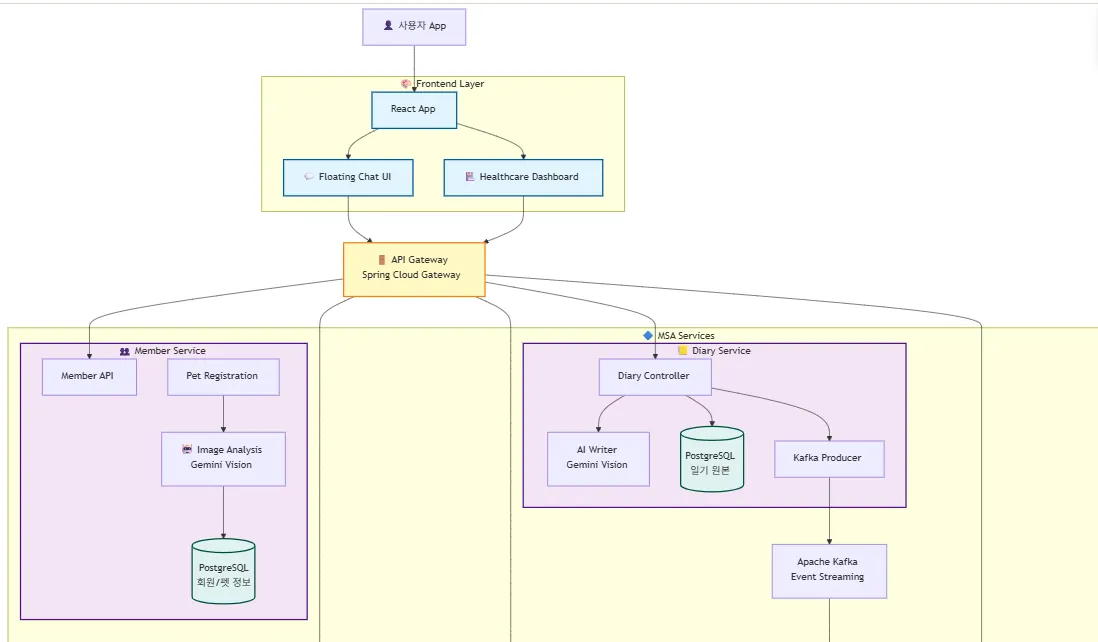 사용자 App
Frontend Layer
React App
Floating Chat UI
Healthcare Dashboard
API Gateway
Spring Cloud Gateway
MSA Services
Member Service
Diary Service
Member API
Pet Registration
Diary Controller
Image Analysis
Gemini Vision
AI Writer
Gemini Vision
PostgreSQL
일기 원본
Kafka Producer
PostgreSQL
회원/펫 정보
Apache Kafka
Event Streaming